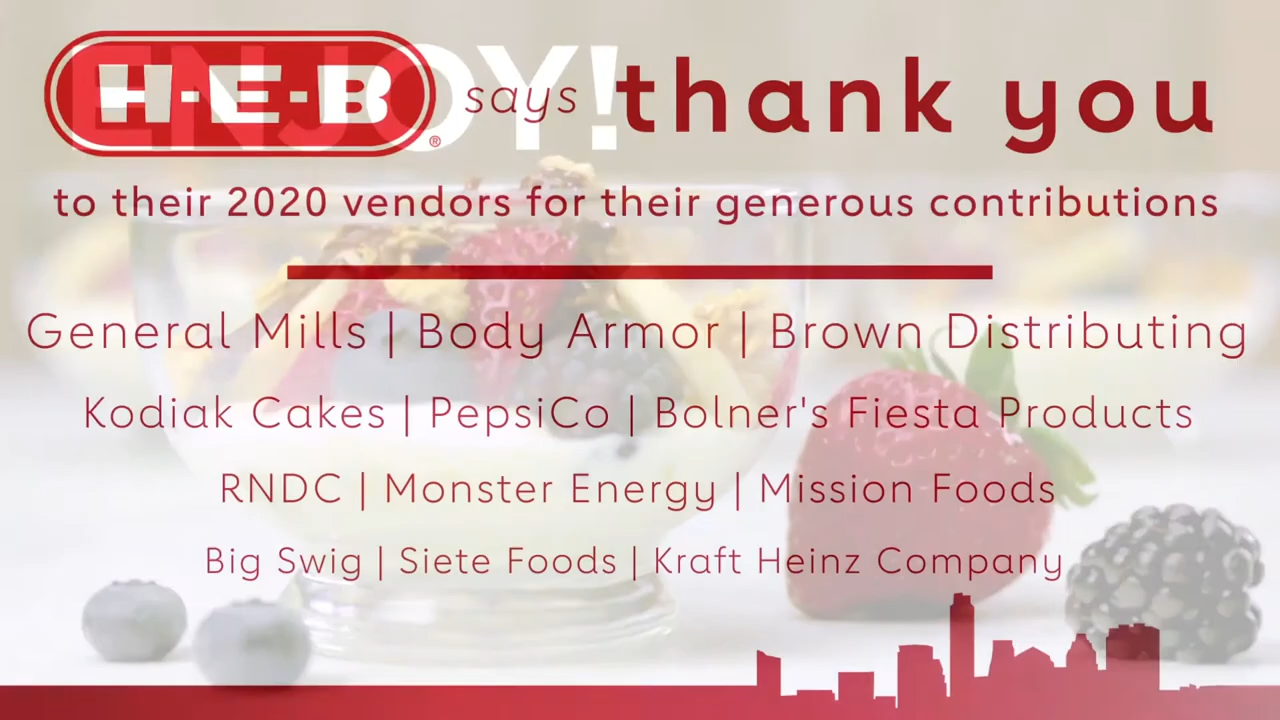 ENJOY!
H-E-B® says thank you
to their 2020 vendors for their generous contributions
General Mills | Body Armor | Brown Distributing
Kodiak Cakes | PepsiCo | Bolner's Fiesta Products
RNDC | Monster Energy | Mission Foods
Big Swig | Siete Foods | Kraft Heinz Company